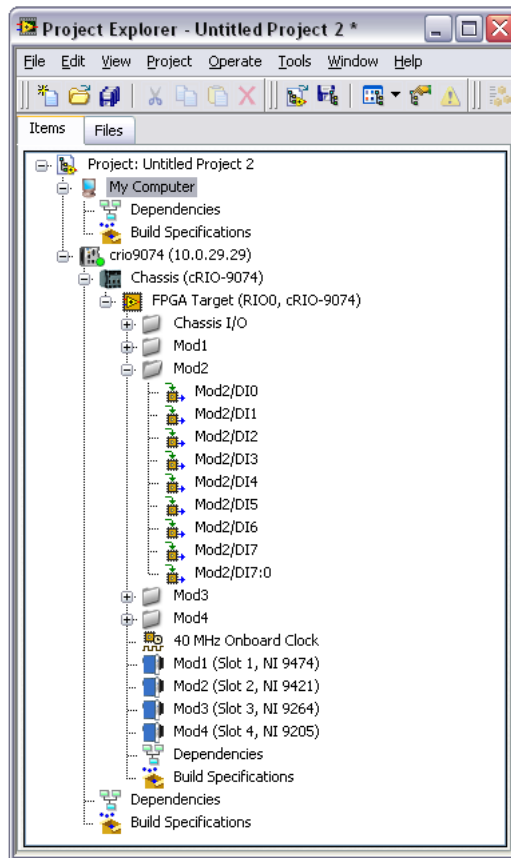 Project Explorer - Untitled Project 2 *
File Edit View Project Operate Tools Window Help
Items Files
Project: Untitled Project 2
My Computer
Dependencies
Build Specifications
crio9074 (10.0.29.29)
Chassis (cRIO-9074)
FPGA Target (RIO0, cRIO-9074)
Chassis I/O
Mod1
Mod2
Mod2/DI0
Mod2/DI1
Mod2/DI2
Mod2/DI3
Mod2/DI4
Mod2/DI5
Mod2/DI6
Mod2/DI7
Mod2/DI7:0
Mod3
Mod4
40 MHz Onboard Clock
Mod1 (Slot 1, NI 9474)
Mod2 (Slot 2, NI 9421)
Mod3 (Slot 3, NI 9264)
Mod4 (Slot 4, NI 9205)
Dependencies
Build Specifications
Dependencies
Build Specifications